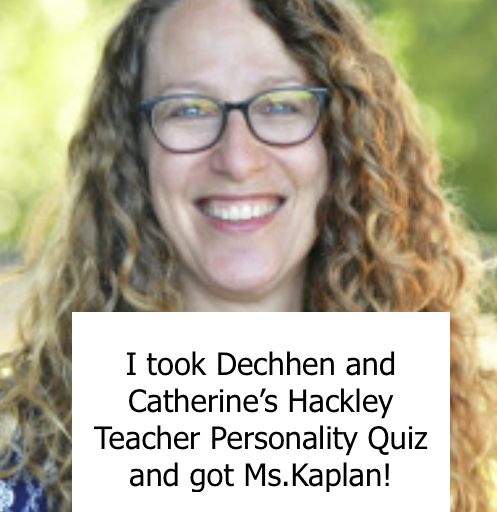 I took Dechhen and
Catherine’s Hackley
Teacher Personality Quiz
and got Ms.Kaplan!